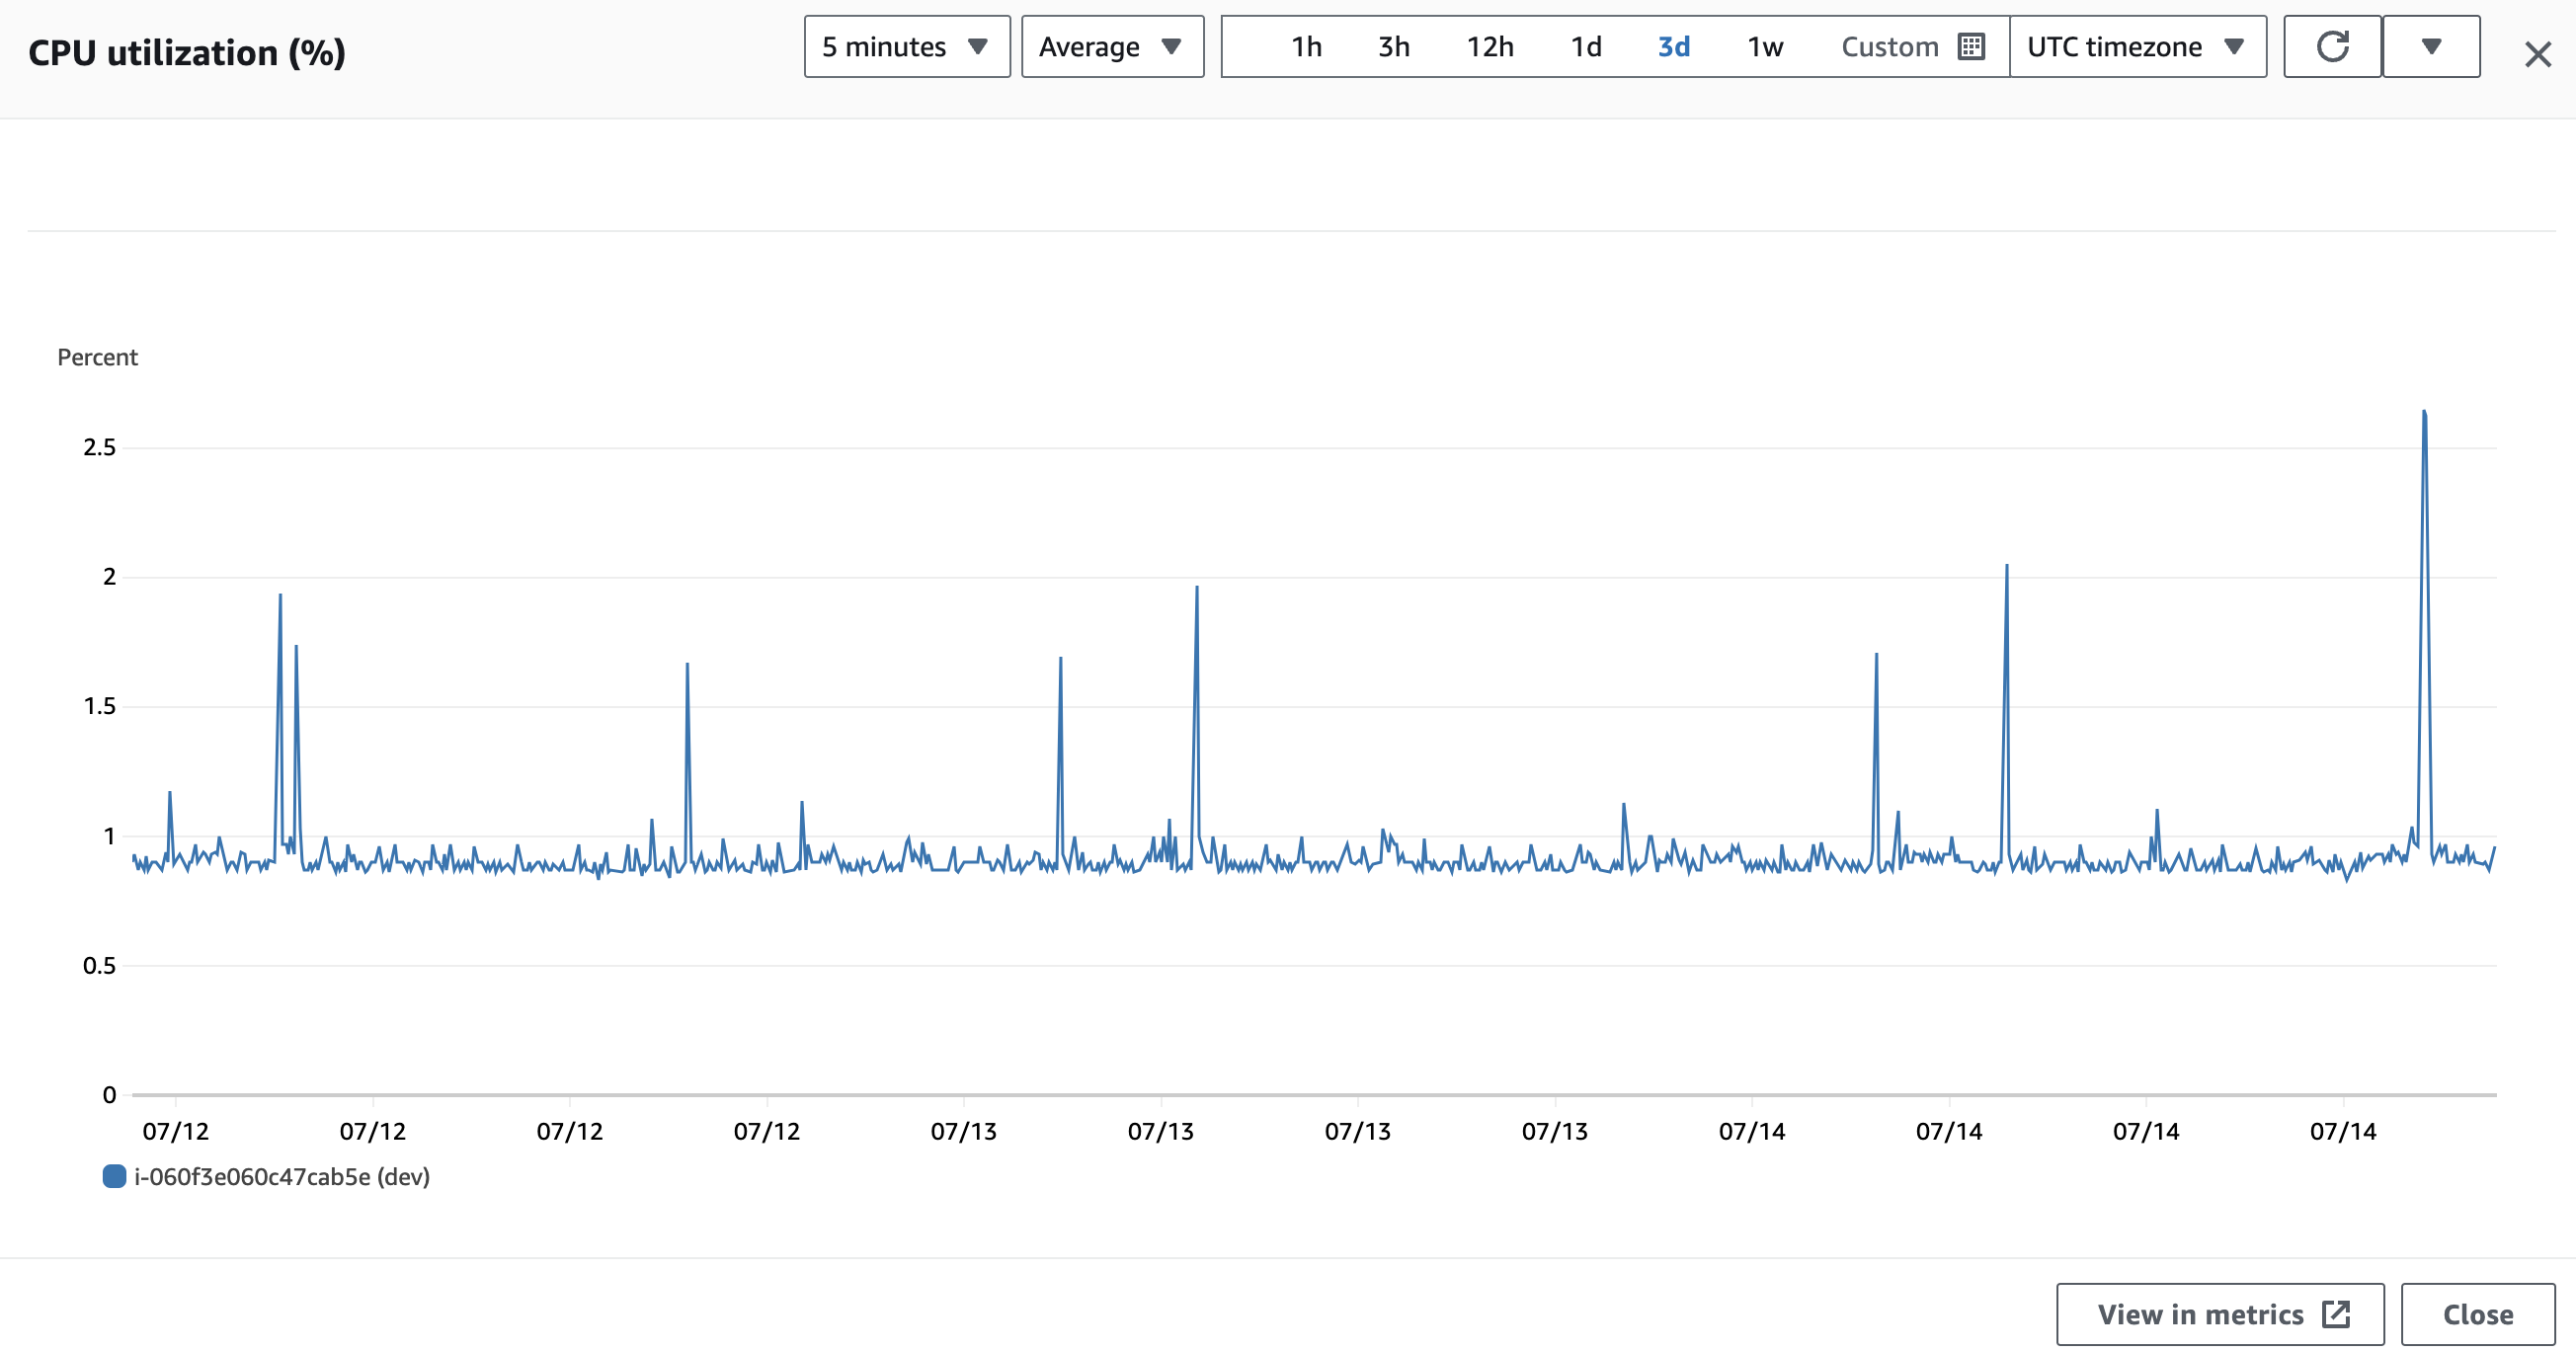 CPU utilization (%)
5 minutes
Average
1h 3h 12h 1d 3d 1w Custom
UTC timezone
Percent
2.5
2
1.5
1
0.5
0
07/12 07/12 07/12 07/12 07/13 07/13 07/13 07/13 07/14 07/14 07/14 07/14
i-060f3e060c47cab5e (dev)
View in metrics
Close